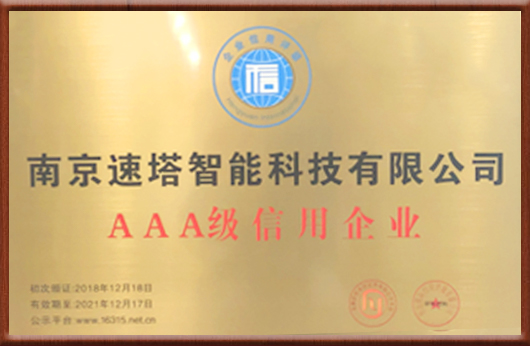 企业信用评级
信
南京速塔智能科技有限公司
AAA级信用企业
初次颁证:2018年12月18日
有效期至:2021年12月17日
公示平台:www.16315.net.cn